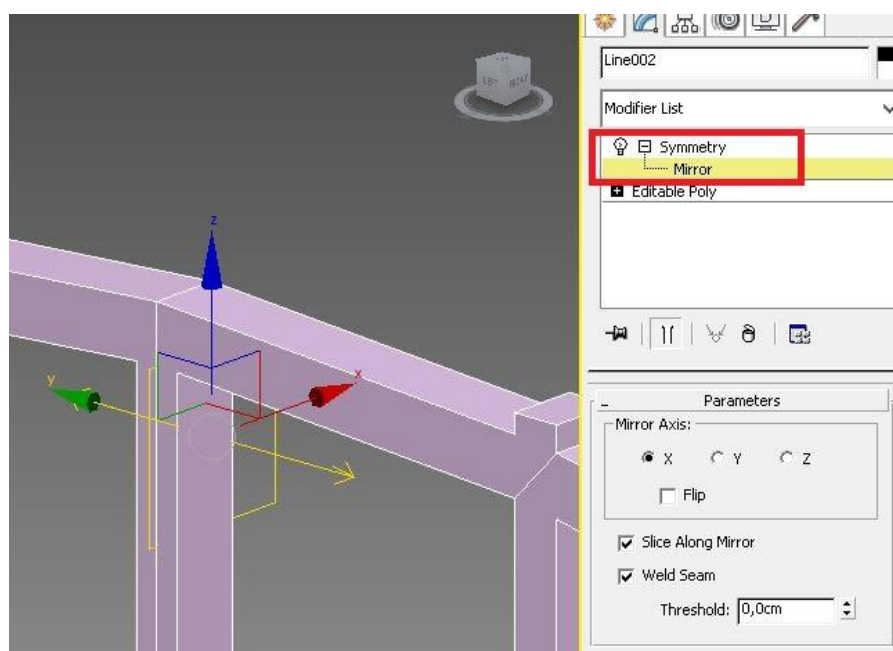 Line002
Modifier List
Symmetry
Mirror
Editable Poly
z
y
x
Parameters
Mirror Axis:
X Y Z
Flip
Slice Along Mirror
Weld Seam
Threshold: 0,0cm